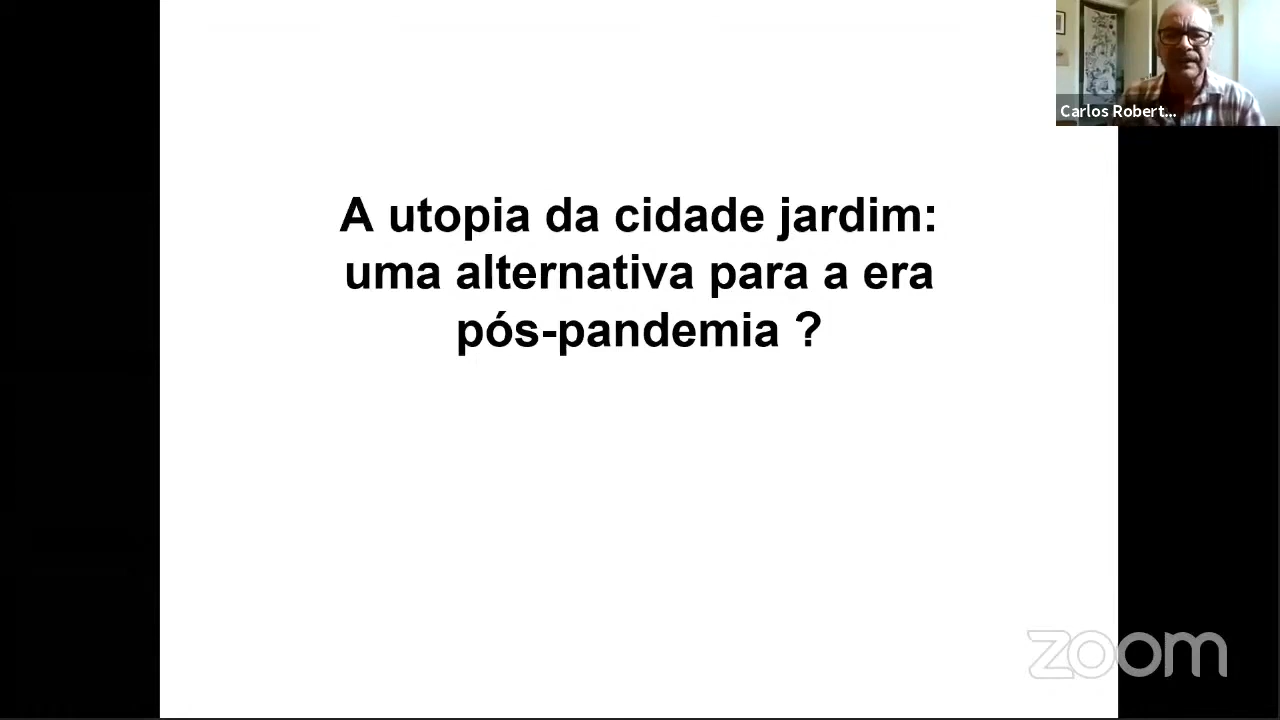 Carlos Robert...
A utopia da cidade jardim:
uma alternativa para a era
pós-pandemia ?
zoom